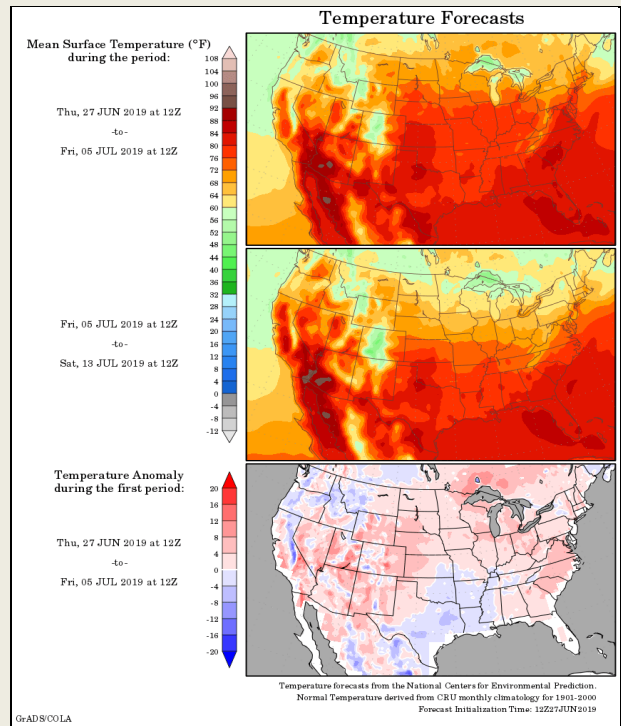 Temperature Forecasts
Mean Surface Temperature (°F)
during the period:
Thu, 27 JUN 2019 at 12Z
-to-
Fri, 05 JUL 2019 at 12Z
108
104
100
96
92
88
84
80
76
72
68
64
60
56
52
48
44
40
36
32
28
24
20
16
12
8
4
0
-4
-8
-12
Fri, 05 JUL 2019 at 12Z
-to-
Sat, 13 JUL 2019 at 12Z
Temperature Anomaly
during the first period:
Thu, 27 JUN 2019 at 12Z
-to-
Fri, 05 JUL 2019 at 12Z
20
16
12
8
4
0
-4
-8
-12
-16
-20
Temperature forecasts from the National Centers for Environmental Prediction.
Normal Temperature derived from CRU monthly climatology for 1901-2000
Forecast Initialization Time: 12Z27JUN2019
GrADS/COLA